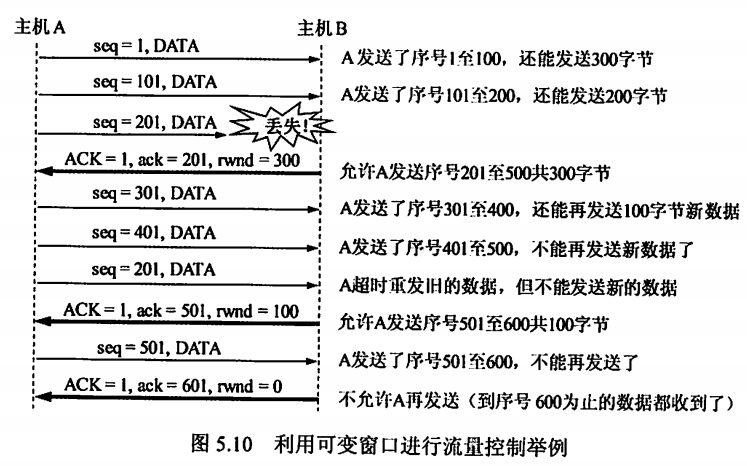 主机A 主机B
seq = 1, DATA A发送了序号1至100，还能发送300字节
seq = 101, DATA A发送了序号101至200，还能发送200字节
seq = 201, DATA 丢失!
ACK = 1, ack = 201, rwnd = 300 允许A发送序号201至500共300字节
seq = 301, DATA A发送了序号301至400，还能再发送100字节新数据
seq = 401, DATA A发送了序号401至500，不能再发送新数据了
seq = 201, DATA A超时重发旧的数据，但不能发送新的数据
ACK = 1, ack = 501, rwnd = 100 允许A发送序号501至600共100字节
seq = 501, DATA A发送了序号501至600，不能再发送了
ACK = 1, ack = 601, rwnd = 0 不允许A再发送（到序号600为止的数据都收到了）
图 5.10 利用可变窗口进行流量控制举例